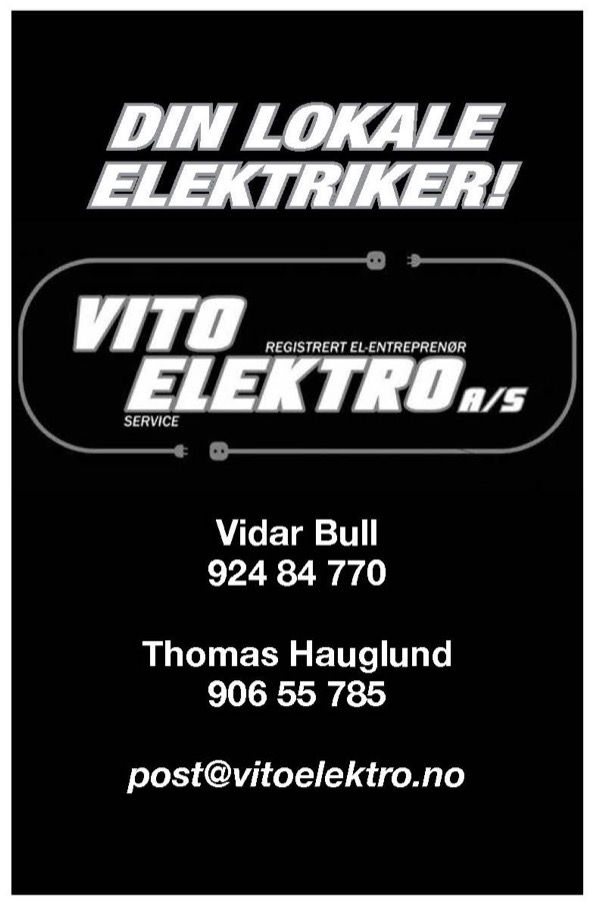 DIN LOKALE
ELEKTRIKER!
VITO
REGISTRERT EL-ENTREPRENØR
ELEKTRO A/S
SERVICE
Vidar Bull
924 84 770
Thomas Hauglund
906 55 785
post@vitoelektro.no